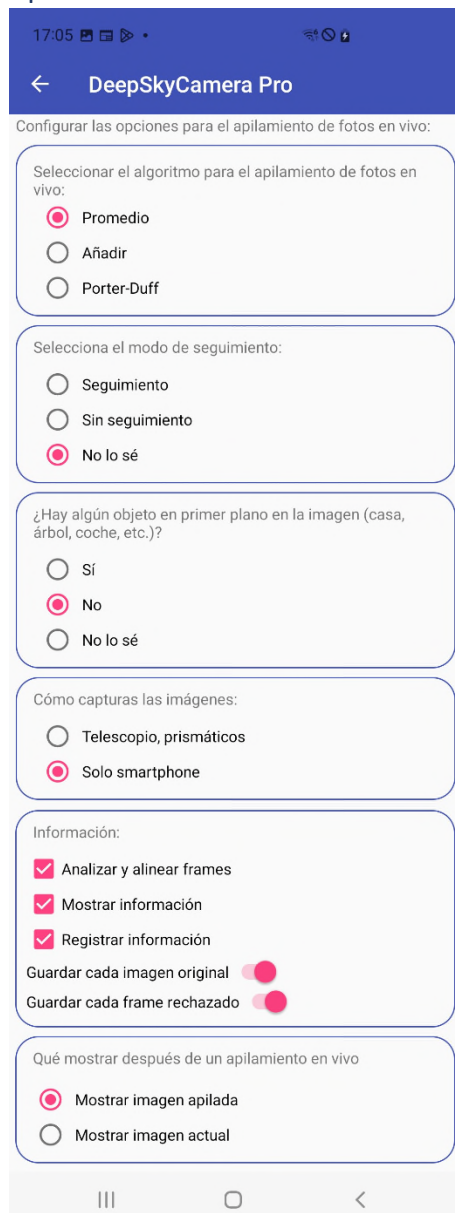 17:05
DeepSkyCamera Pro
Configurar las opciones para el apilamiento de fotos en vivo:
Seleccionar el algoritmo para el apilamiento de fotos en
vivo:
Promedio
Añadir
Porter-Duff
Selecciona el modo de seguimiento:
Seguimiento
Sin seguimiento
No lo sé
¿Hay algún objeto en primer plano en la imagen (casa,
árbol, coche, etc.)?
Sí
No
No lo sé
Cómo capturas las imágenes:
Telescopio, prismáticos
Solo smartphone
Información:
Analizar y alinear frames
Mostrar información
Registrar información
Guardar cada imagen original
Guardar cada frame rechazado
Qué mostrar después de un apilamiento en vivo
Mostrar imagen apilada
Mostrar imagen actual